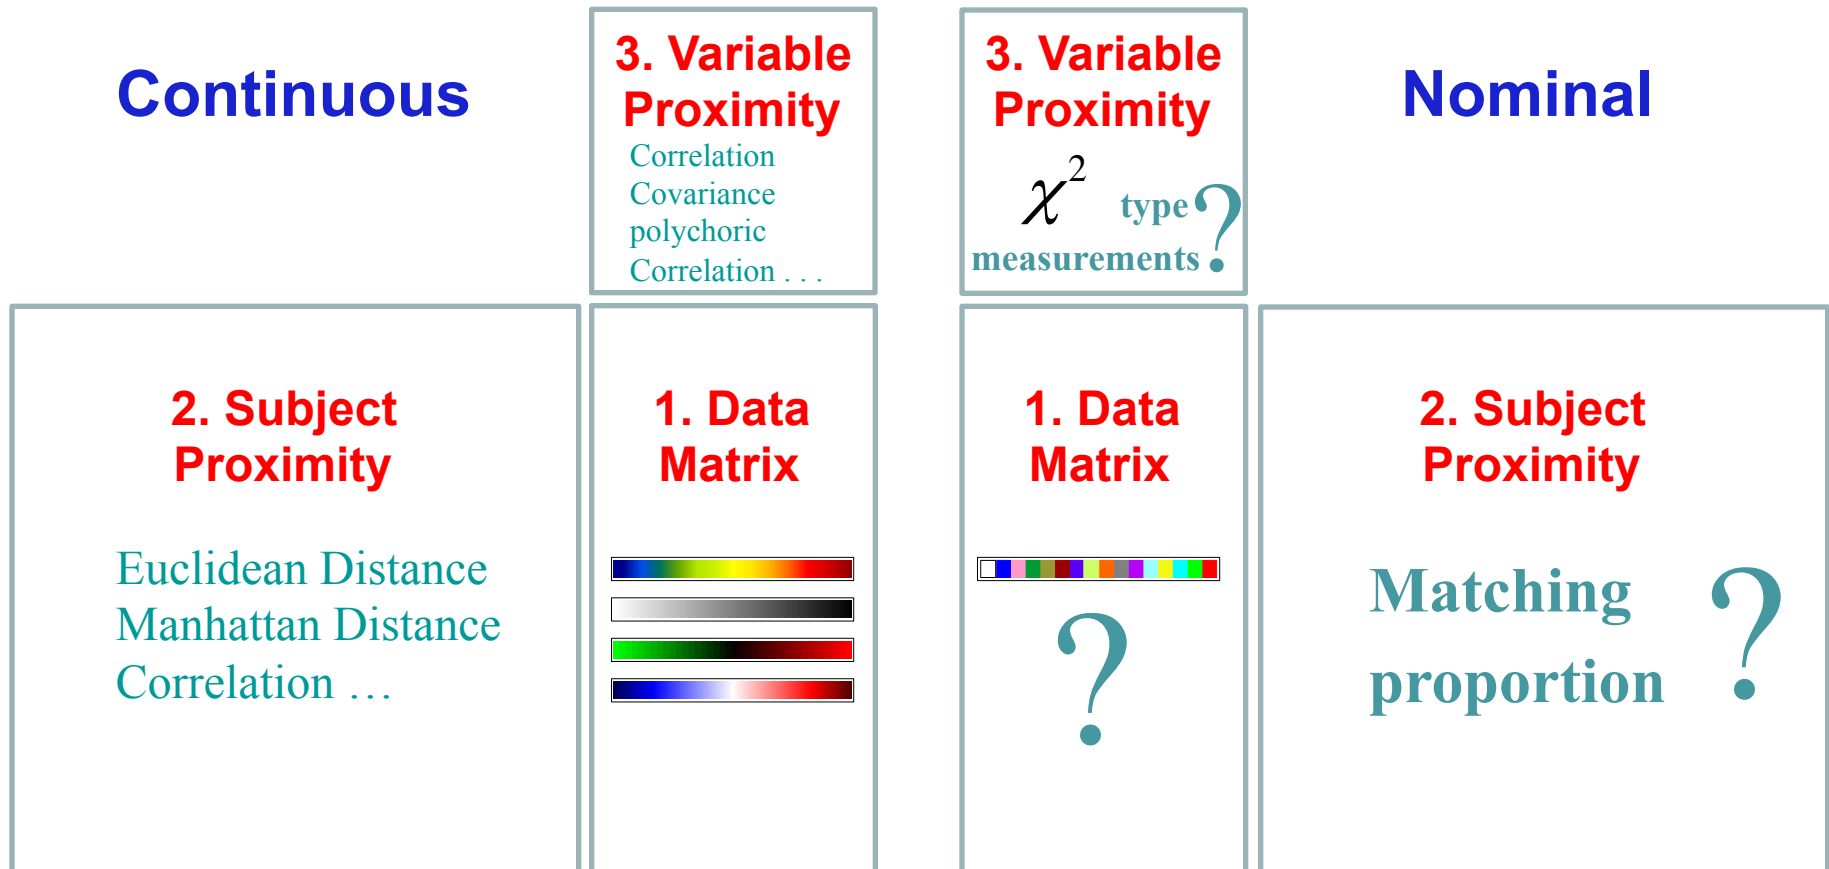 Continuous
3. Variable
Proximity
Correlation
Covariance
polychoric
Correlation . . .
3. Variable
Proximity
χ² type ?
measurements
Nominal
2. Subject
Proximity
Euclidean Distance
Manhattan Distance
Correlation …
1. Data
Matrix
1. Data
Matrix
?
2. Subject
Proximity
Matching
proportion
?